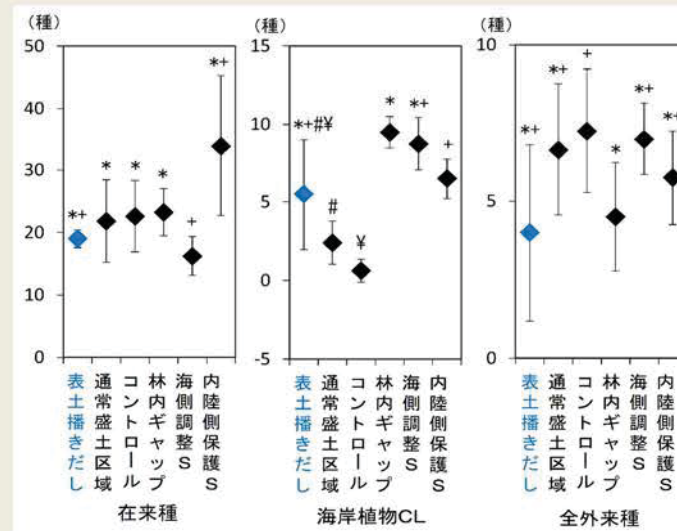 (種)
50
40
30
20
10
0
*+
*
*
*
+
*+
表土播きだし
通常盛土区域
コントロール
林内ギャップ
海側調整S
内陸側保護S
在来種
(種)
15
10
5
0
-5
*+#¥
#
¥
*
*+
+
表土播きだし
通常盛土区域
コントロール
林内ギャップ
海側調整S
内陸側保護S
海岸植物CL
(種)
10
5
0
*+
*+
+
*
*+
*+
表土播きだし
通常盛土区域
コントロール
林内ギャップ
海側調整S
内陸側保護S
全外来種